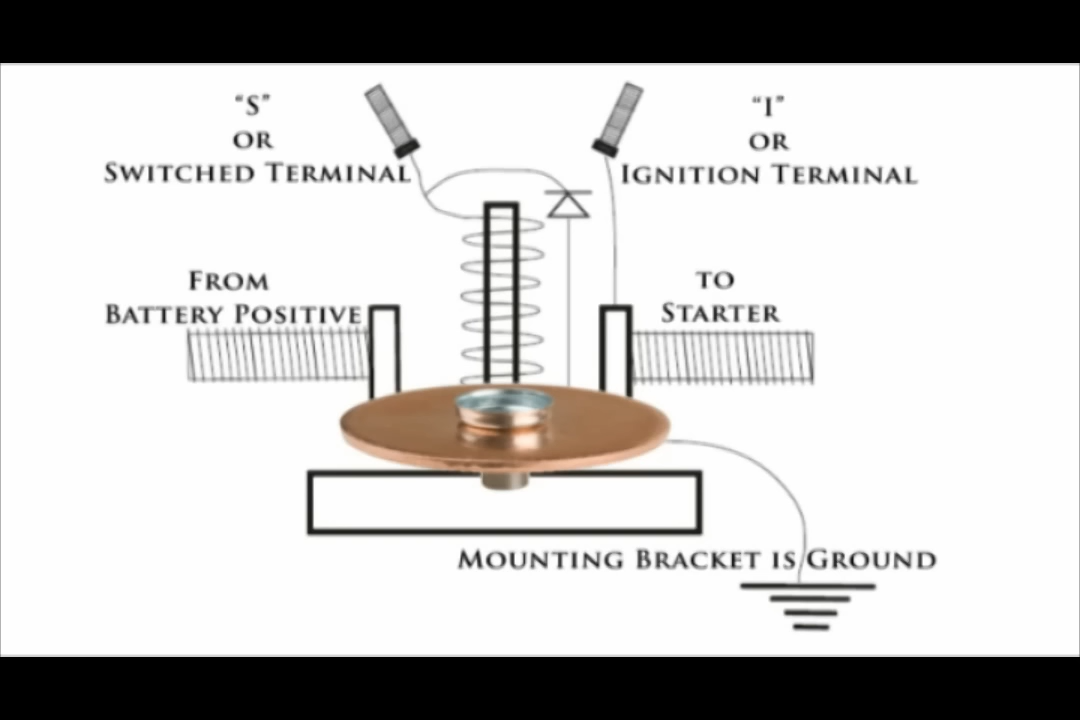 “S”
OR
SWITCHED TERMINAL
“I”
OR
IGNITION TERMINAL
FROM
BATTERY POSITIVE
TO
STARTER
MOUNTING BRACKET IS GROUND